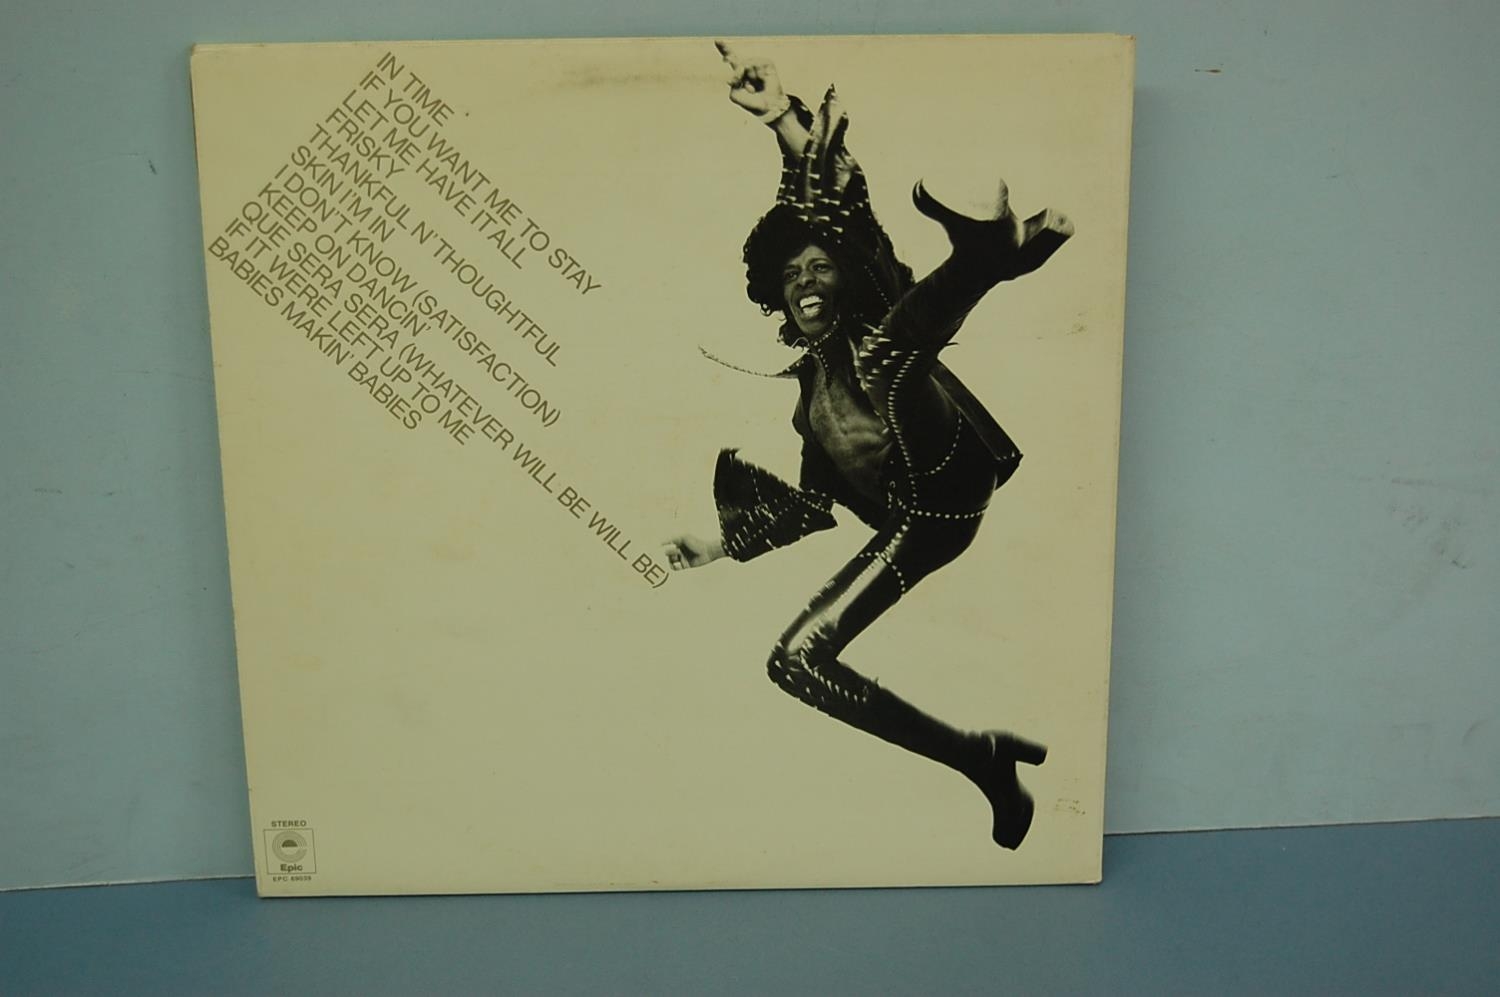 IN TIME
IF YOU WANT ME TO STAY
LET ME HAVE IT ALL
FRISKY
THANKFUL N' THOUGHTFUL
SKIN I'M IN
I DON'T KNOW (SATISFACTION)
KEEP ON DANCIN'
QUE SERA SERA (WHATEVER WILL BE WILL BE)
IF IT WERE LEFT UP TO ME
BABIES MAKIN' BABIES
STEREO
Epic
EPC 69039